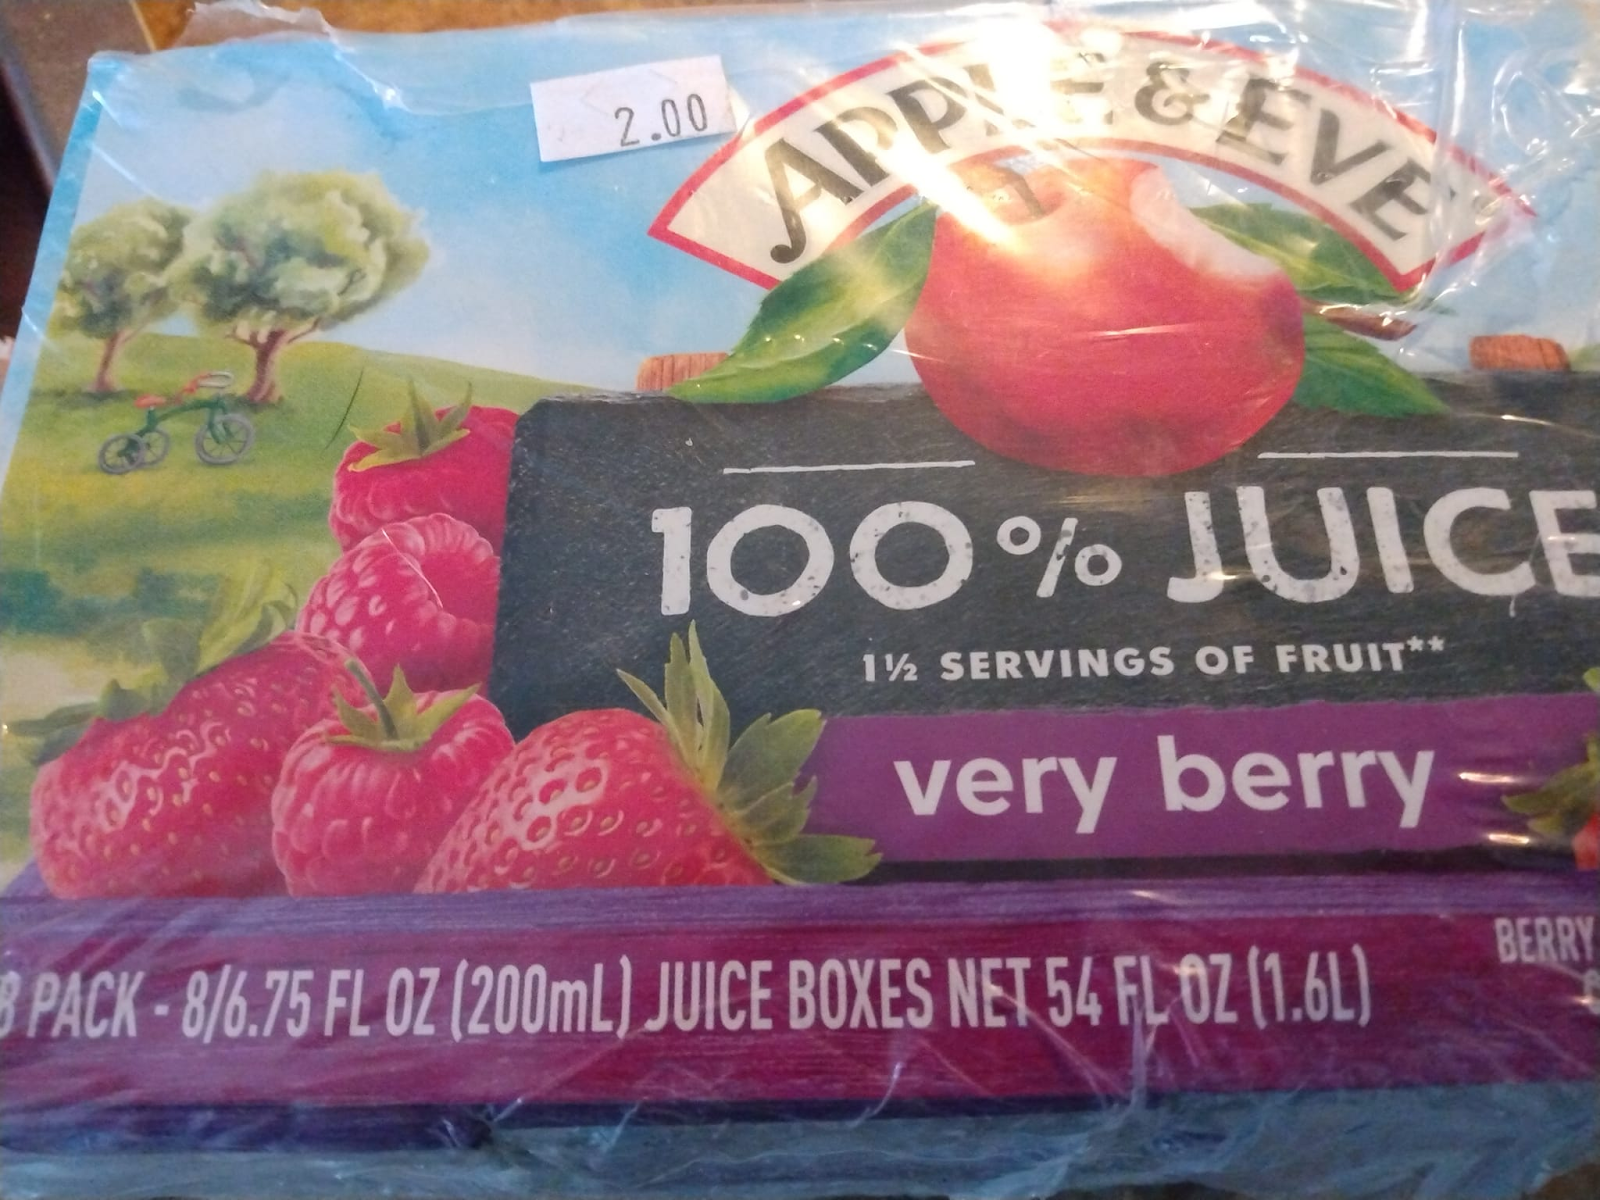 2.00
APPLE & EVE
100% JUICE
1½ SERVINGS OF FRUIT**
very berry
BERRY
8 PACK - 8/6.75 FL OZ (200mL) JUICE BOXES NET 54 FL OZ (1.6L)